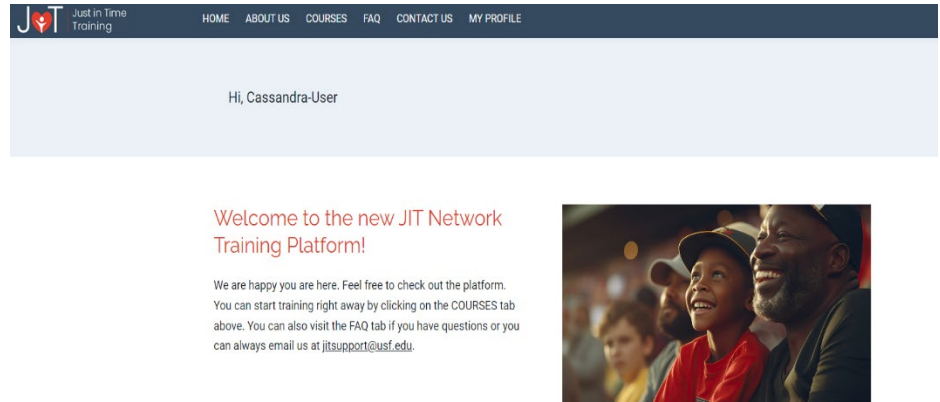 JiT Just in Time
Training
HOME ABOUT US COURSES FAQ CONTACT US MY PROFILE
Hi, Cassandra-User
Welcome to the new JIT Network
Training Platform!
We are happy you are here. Feel free to check out the platform.
You can start training right away by clicking on the COURSES tab
above. You can also visit the FAQ tab if you have questions or you
can always email us at jitsupport@usf.edu.